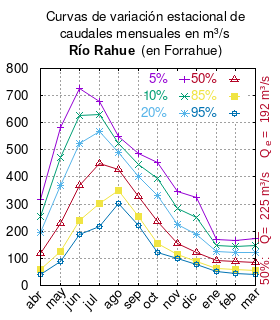 Curvas de variación estacional de
caudales mensuales en m³/s
Río Rahue (en Forrahue)
800
700
600
500
400
300
200
100
0
5%
50%
10%
85%
20%
95%
abr
may
jun
jul
ago
sep
oct
nov
dic
ene
feb
mar
50%: Q= 225 m³/s Qe = 192 m³/s